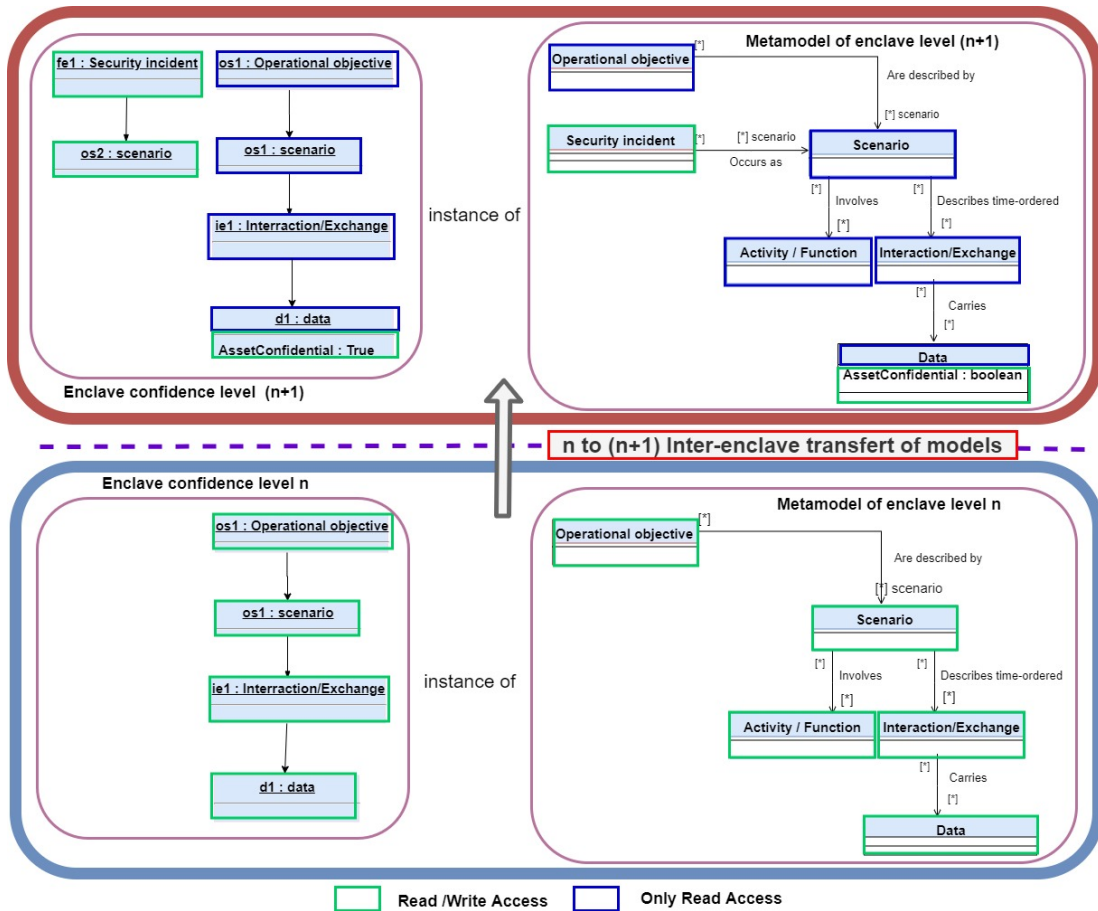 fe1 : Security incident
os1 : Operational objective
os2 : scenario
os1 : scenario
ie1 : Interraction/Exchange
d1 : data
AssetConfidential : True
Enclave confidence level (n+1)
instance of
Metamodel of enclave level (n+1)
[*]
Operational objective
Are described by
[*] scenario
Security incident
[*]
[*] scenario
Occurs as
Scenario
[*]
[*]
Involves
Describes time-ordered
[*]
[*]
Activity / Function
Interaction/Exchange
[*]
Carries
[*]
Data
AssetConfidential : boolean
n to (n+1) Inter-enclave transfert of models
Enclave confidence level n
os1 : Operational objective
os1 : scenario
ie1 : Interraction/Exchange
d1 : data
instance of
Metamodel of enclave level n
[*]
Operational objective
Are described by
[*] scenario
Scenario
[*]
[*]
Involves
Describes time-ordered
[*]
[*]
Activity / Function
Interaction/Exchange
[*]
Carries
[*]
Data
Read /Write Access
Only Read Access